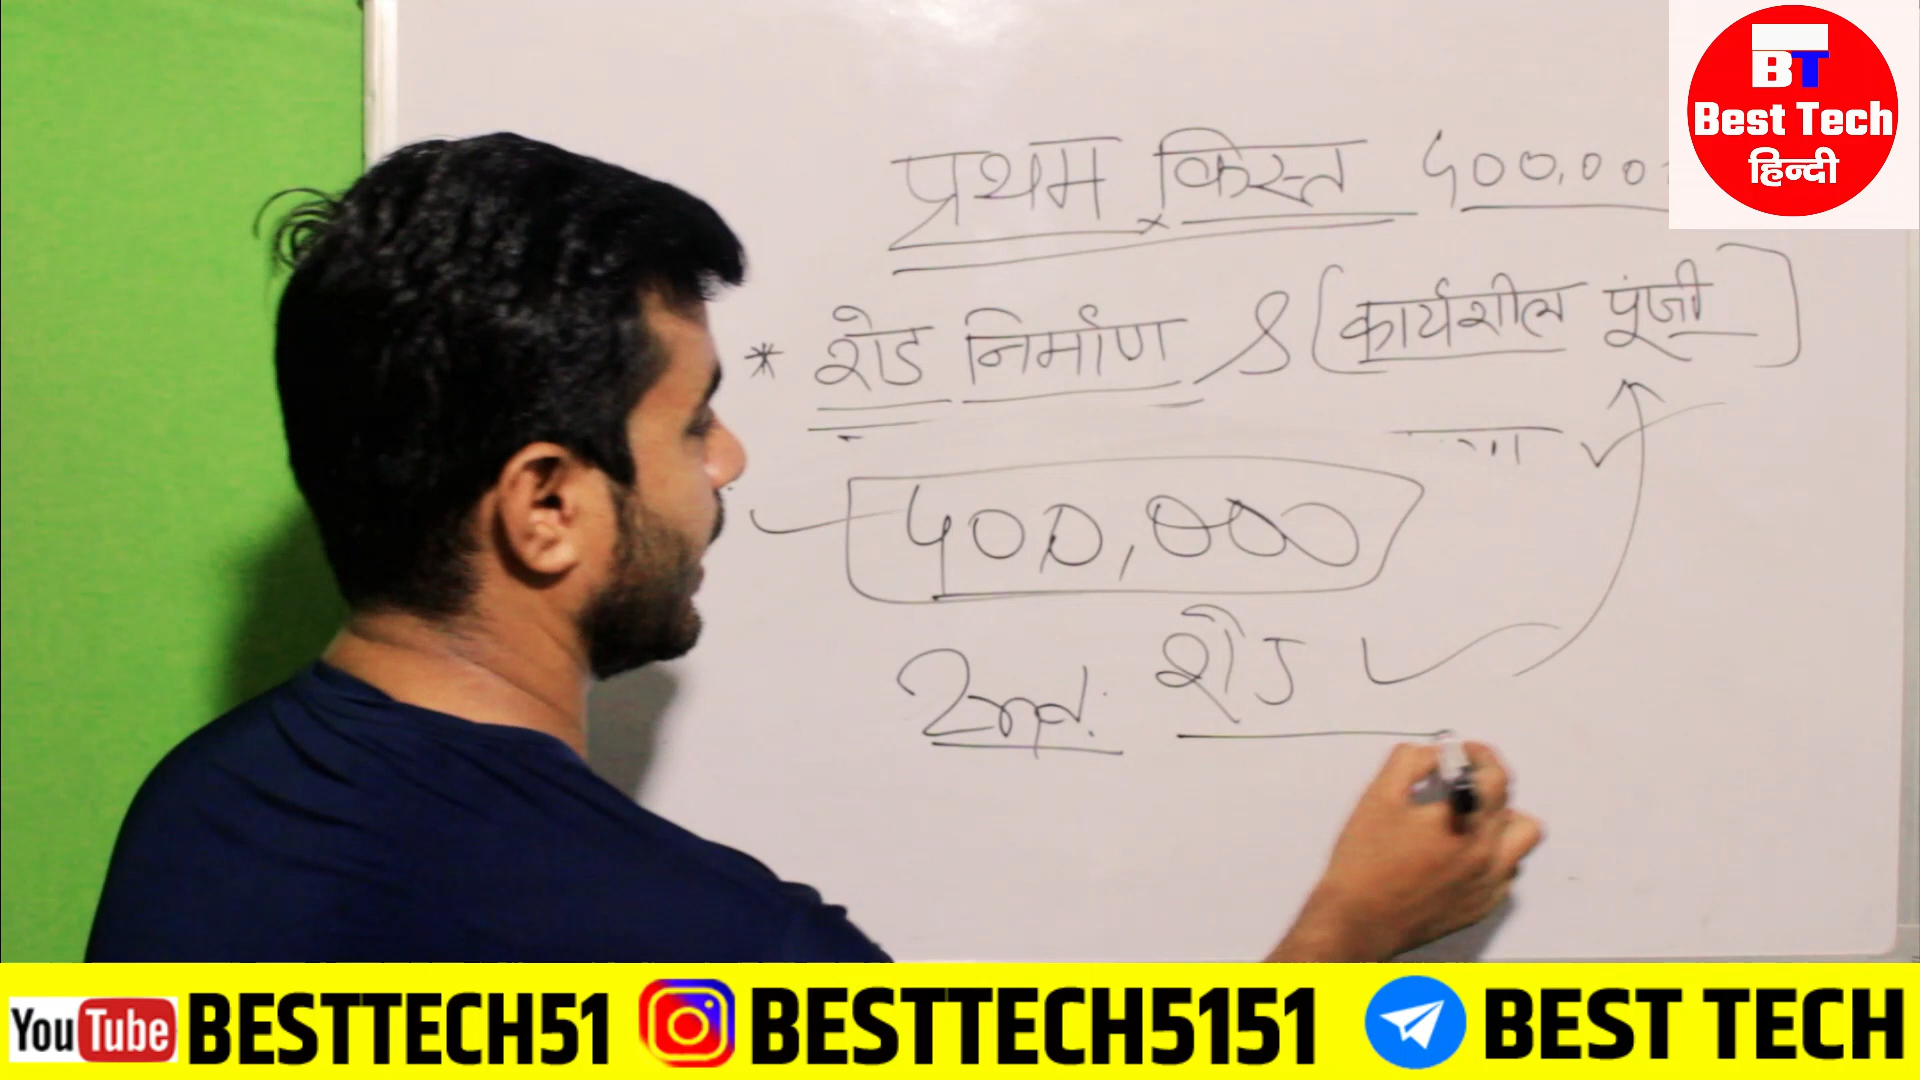 प्रथम किस्त 400,00
* शेड निर्माण & (कार्यशील पूंजी)
400,000
2nd. शेड
BT
Best Tech
हिन्दी
YouTube BESTTECH51 BESTTECH5151 BEST TECH